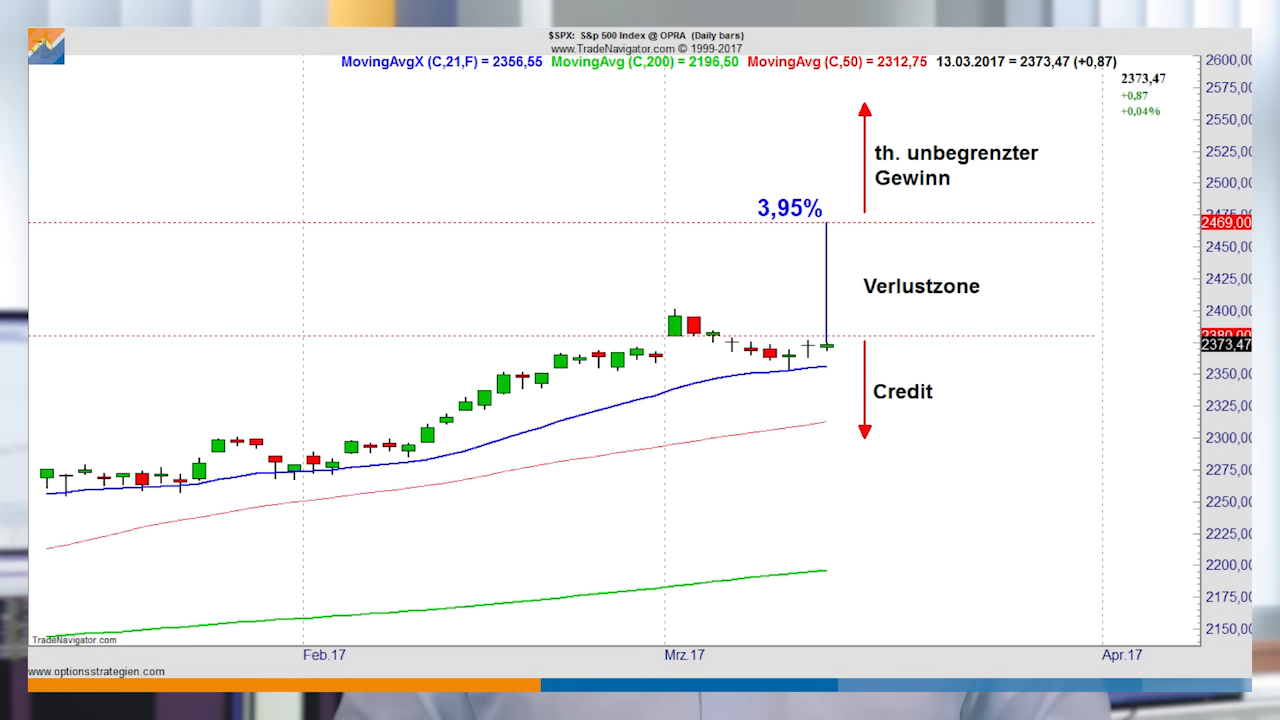 $SPX: S&p 500 Index @ OPRA (Daily bars)
www.TradeNavigator.com © 1999-2017
MovingAvgX (C,21,F) = 2356,55 MovingAvg (C,200) = 2196,50 MovingAvg (C,50) = 2312,75 13.03.2017 = 2373,47 (+0,87)
2600,00
2373,47
2575,00
+0,87
+0,04%
2550,00
th. unbegrenzter
Gewinn
2525,00
2500,00
3,95%
2475,00
2469,00
2450,00
Verlustzone
2425,00
2400,00
2380,00
2373,47
2350,00
Credit
2325,00
2300,00
2275,00
2250,00
2225,00
2200,00
2175,00
2150,00
TradeNavigator.com
Feb.17 Mrz.17 Apr.17
www.optionsstrategien.com